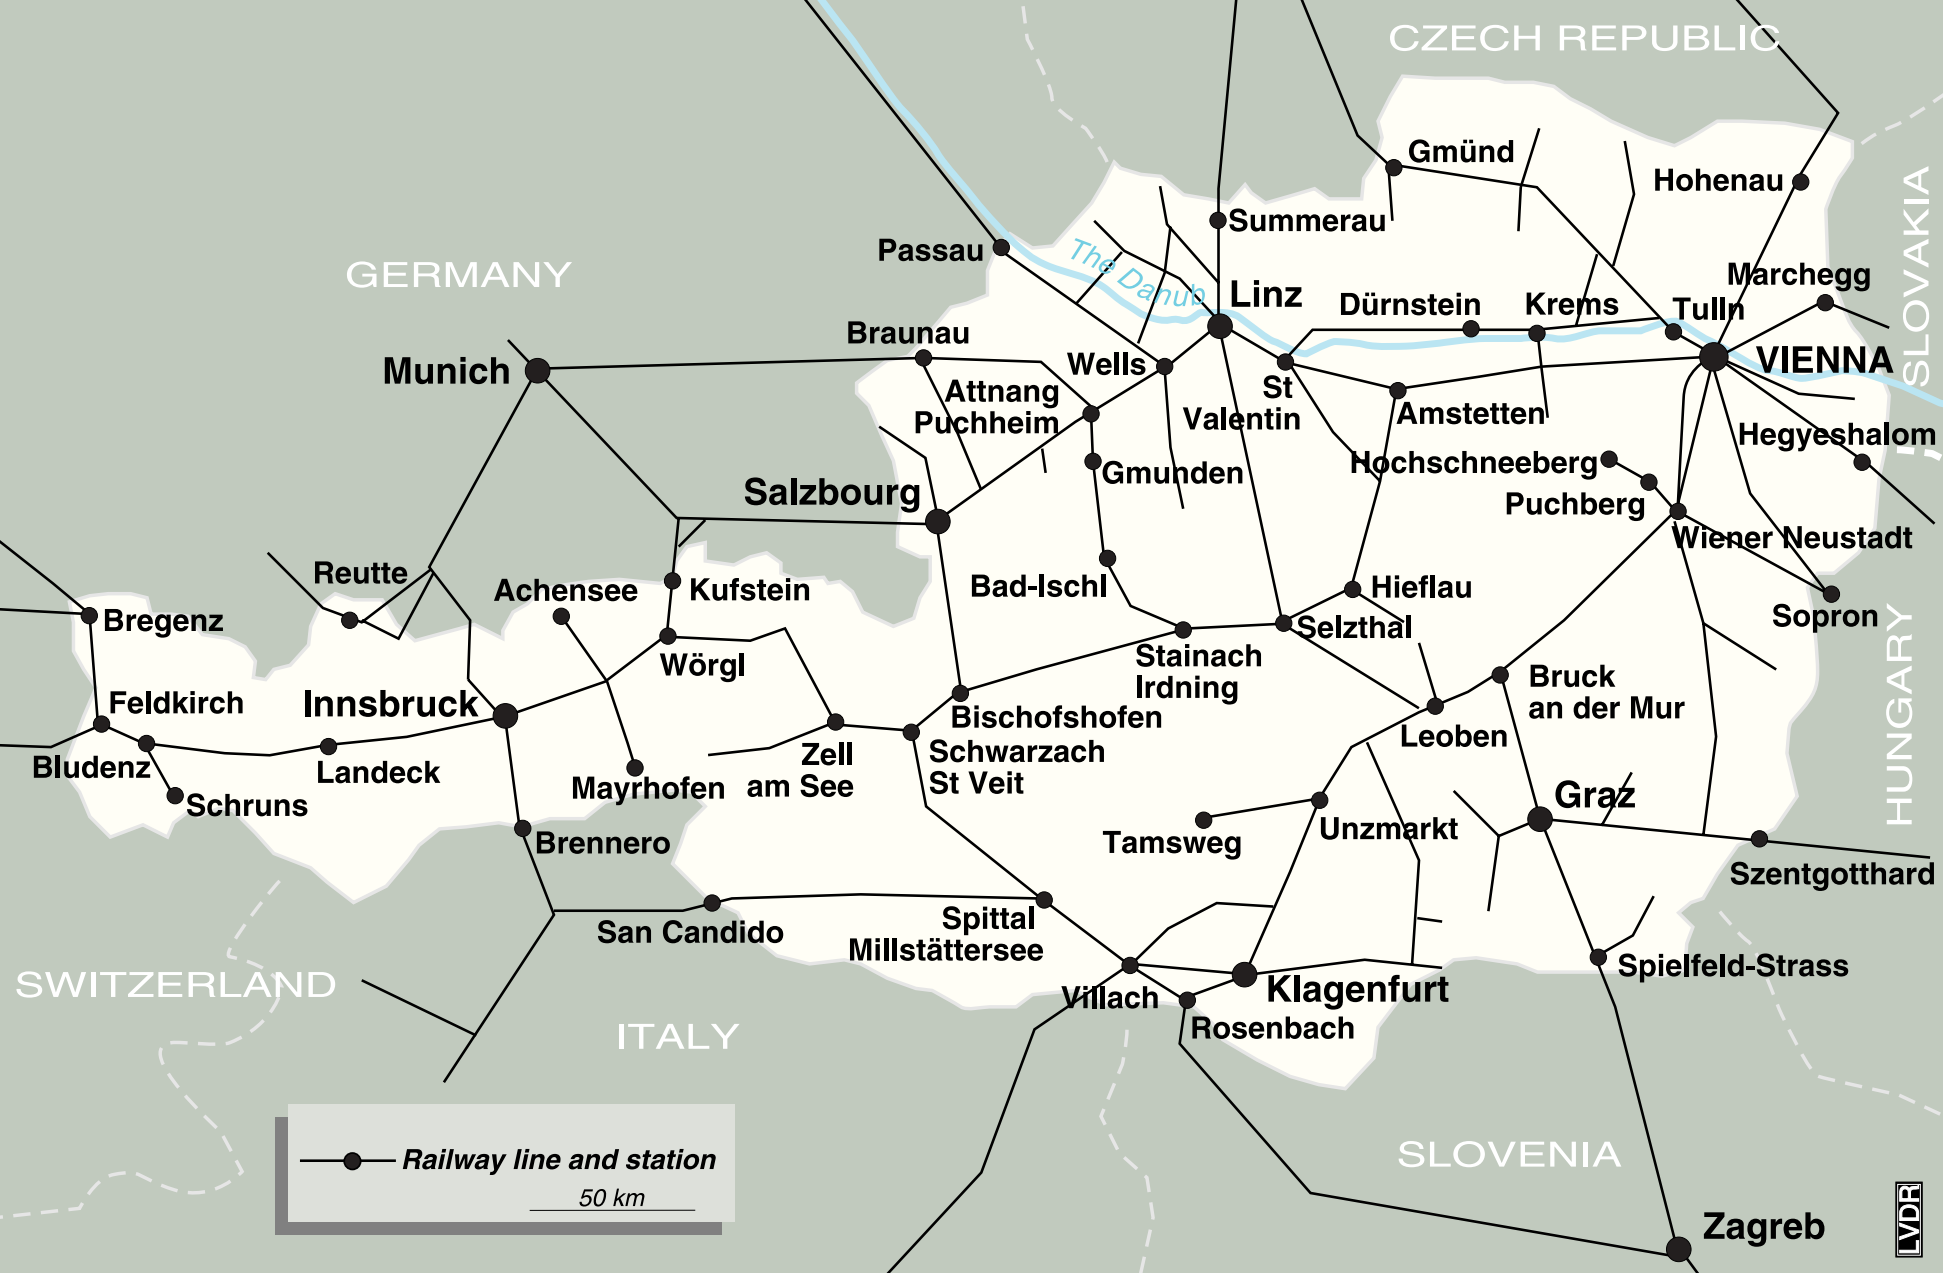 CZECH REPUBLIC
Gmünd
Hohenau
SLOVAKIA
Summerau
Passau
The Danub
GERMANY
Marchegg
Linz
Dürnstein
Krems
Tulln
Braunau
Munich
Wells
VIENNA
Attnang
Puchheim
St
Valentin
Amstetten
Hegyeshalom
Hochschneeberg
Gmunden
Salzbourg
Puchberg
Wiener Neustadt
Reutte
Achensee
Kufstein
Bad-Ischl
Hieflau
Sopron
Bregenz
Selzthal
HUNGARY
Wörgl
Stainach
Irdning
Bruck
an der Mur
Feldkirch
Innsbruck
Bischofshofen
Leoben
Bludenz
Landeck
Zell
am See
Schwarzach
St Veit
Schruns
Mayrhofen
Graz
Brennero
Tamsweg
Unzmarkt
Szentgotthard
San Candido
Spittal
Millstättersee
SWITZERLAND
Villach
Klagenfurt
Spielfeld-Strass
ITALY
Rosenbach
SLOVENIA
Railway line and station
50 km
Zagreb
LVDR